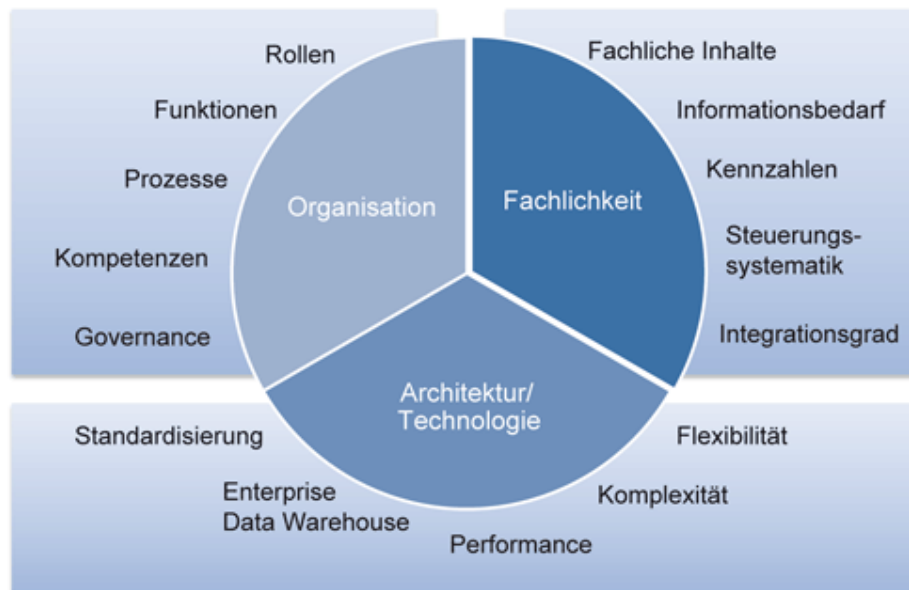 Rollen
Funktionen
Prozesse
Kompetenzen
Governance
Organisation
Fachliche Inhalte
Informationsbedarf
Kennzahlen
Steuerungs-
systematik
Integrationsgrad
Fachlichkeit
Architektur/
Technologie
Standardisierung
Enterprise
Data Warehouse
Performance
Komplexität
Flexibilität